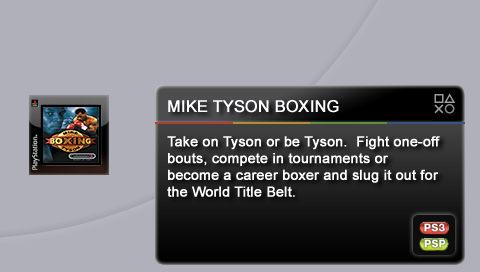 MIKE TYSON BOXING
Take on Tyson or be Tyson.  Fight one-off
bouts, compete in tournaments or
become a career boxer and slug it out for
the World Title Belt.
PlayStation
BOXING
PS3
PSP